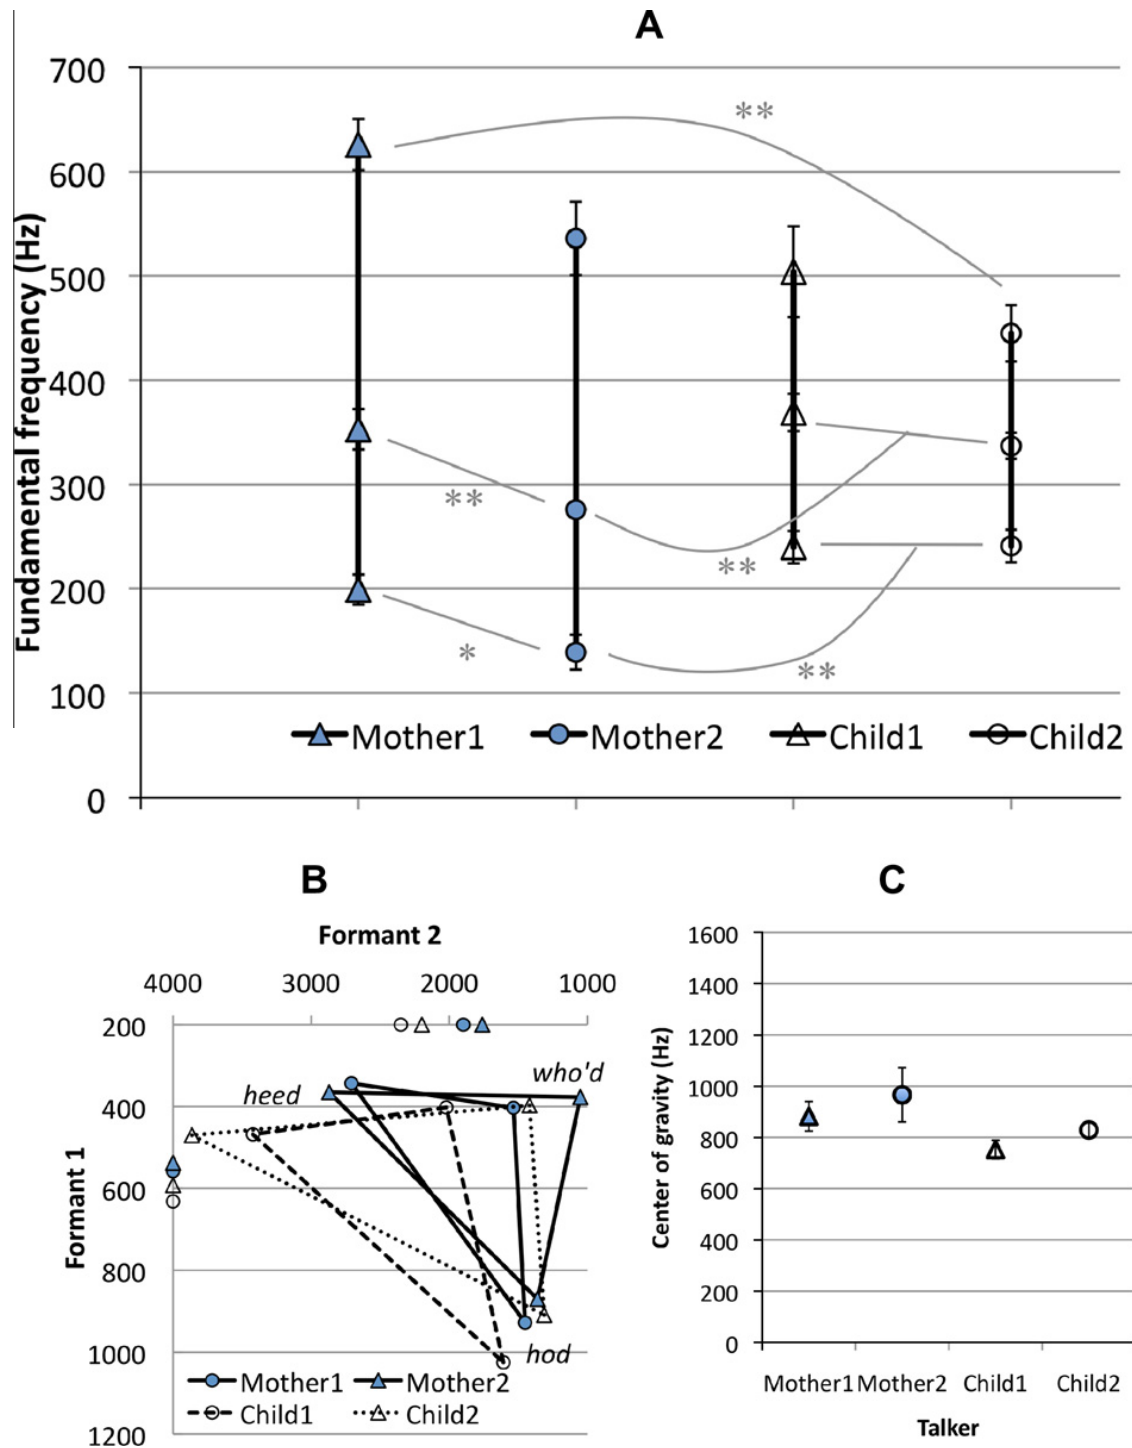 A
700
600
500
400
300
200
100
0
Fundamental frequency (Hz)
**
**
**
*
**
Mother1 Mother2 Child1 Child2
B
Formant 2
4000 3000 2000 1000
200
400
600
800
1000
1200
Formant 1
heed
who'd
hod
Mother1 Mother2
Child1 Child2
C
1600
1400
1200
1000
800
600
400
200
0
Center of gravity (Hz)
Mother1 Mother2 Child1 Child2
Talker